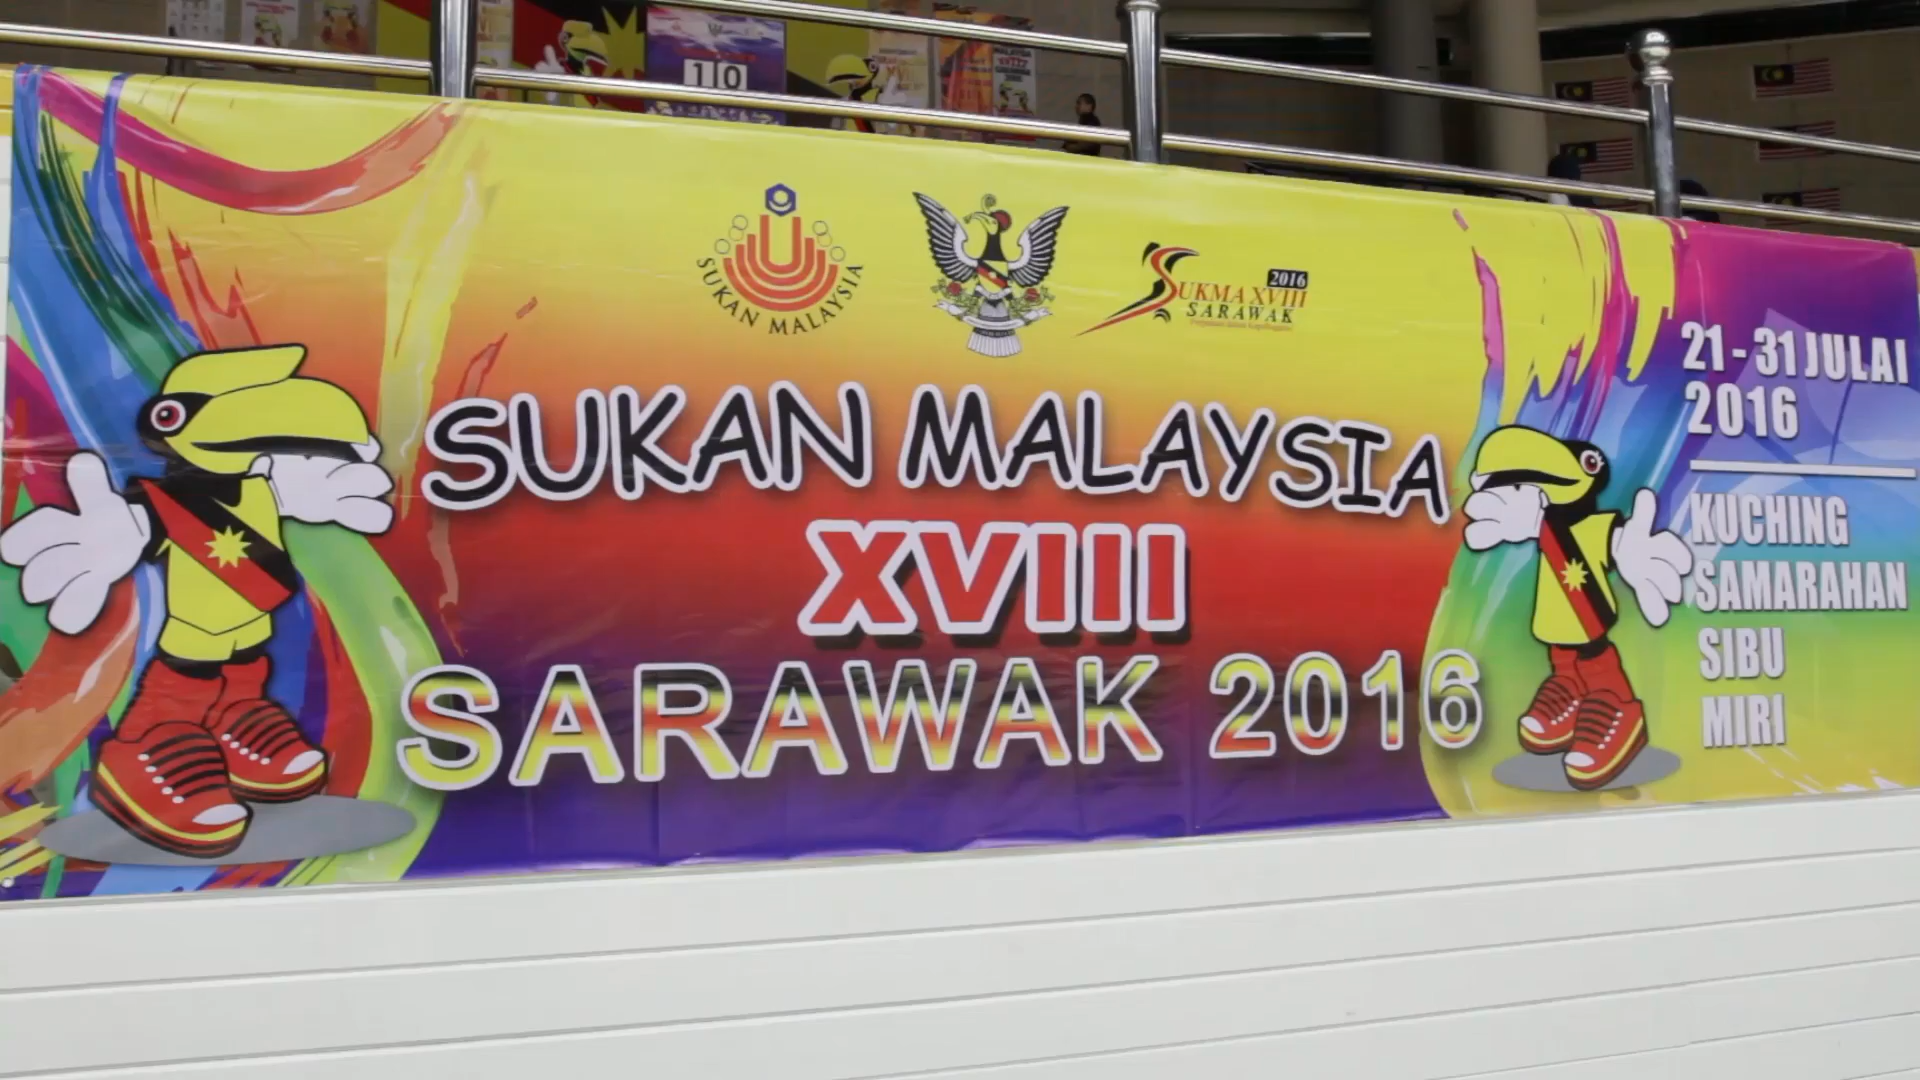 10
SUKAN MALAYSIA
2016
SUKMA XVIII
SARAWAK
SUKAN MALAYSIA
XVIII
SARAWAK 2016
21 - 31 JULAI
2016
KUCHING
SAMARAHAN
SIBU
MIRI